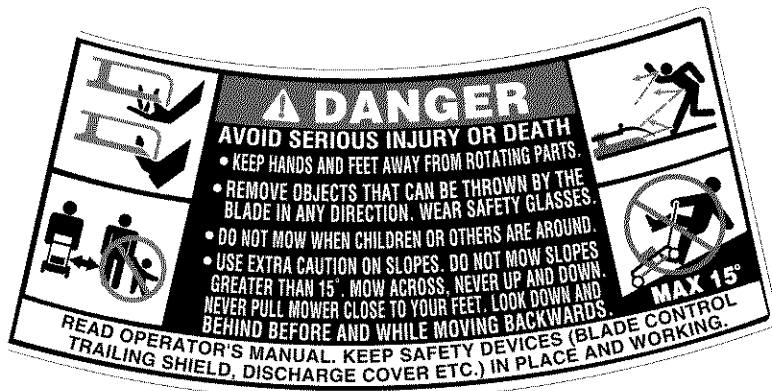 DANGER
AVOID SERIOUS INJURY OR DEATH
• KEEP HANDS AND FEET AWAY FROM ROTATING PARTS.
• REMOVE OBJECTS THAT CAN BE THROWN BY THE
BLADE IN ANY DIRECTION. WEAR SAFETY GLASSES.
• DO NOT MOW WHEN CHILDREN OR OTHERS ARE AROUND.
• USE EXTRA CAUTION ON SLOPES. DO NOT MOW SLOPES
GREATER THAN 15°. MOW ACROSS, NEVER UP AND DOWN.
NEVER PULL MOWER CLOSE TO YOUR FEET. LOOK DOWN AND
BEHIND BEFORE AND WHILE MOVING BACKWARDS.
MAX 15°
READ OPERATOR'S MANUAL. KEEP SAFETY DEVICES (BLADE CONTROL
TRAILING SHIELD, DISCHARGE COVER ETC.) IN PLACE AND WORKING.